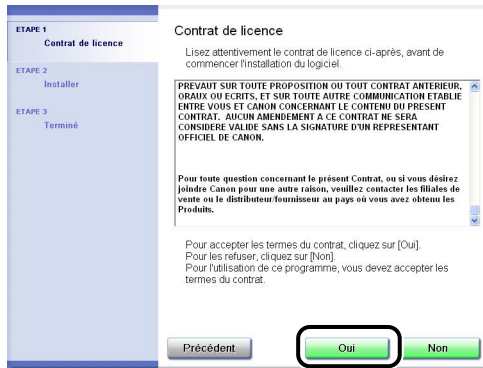 ETAPE 1
Contrat de licence
ETAPE 2
Installer
ETAPE 3
Terminé
Contrat de licence
Lisez attentivement le contrat de licence ci-après, avant de
commencer l'installation du logiciel.
PREVAUT SUR TOUTE PROPOSITION OU TOUT CONTRAT ANTERIEUR,
ORAUX OU ECRITS, ET SUR TOUTE AUTRE COMMUNICATION ETABLIE
ENTRE VOUS ET CANON CONCERNANT LE CONTENU DU PRESENT
CONTRAT. AUCUN AMENDEMENT A CE CONTRAT NE SERA
CONSIDERE VALIDE SANS LA SIGNATURE D'UN REPRESENTANT
OFFICIEL DE CANON.
Pour toute question concernant le présent Contrat, ou si vous désirez
joindre Canon pour une autre raison, veuillez contacter les filiales de
vente ou le distributeur/fournisseur au pays où vous avez obtenu les
Produits.
Pour accepter les termes du contrat, cliquez sur [Oui].
Pour les refuser, cliquez sur [Non].
Pour l'utilisation de ce programme, vous devez accepter les
termes du contrat.
Précédent
Oui
Non